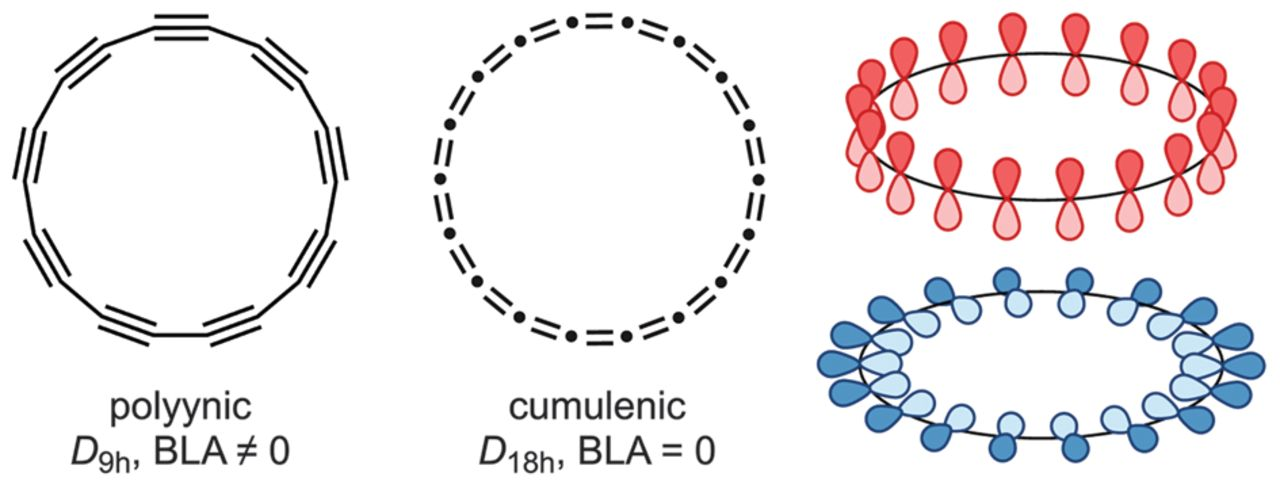 polyynic
D9h, BLA ≠ 0
cumulenic
D18h, BLA = 0